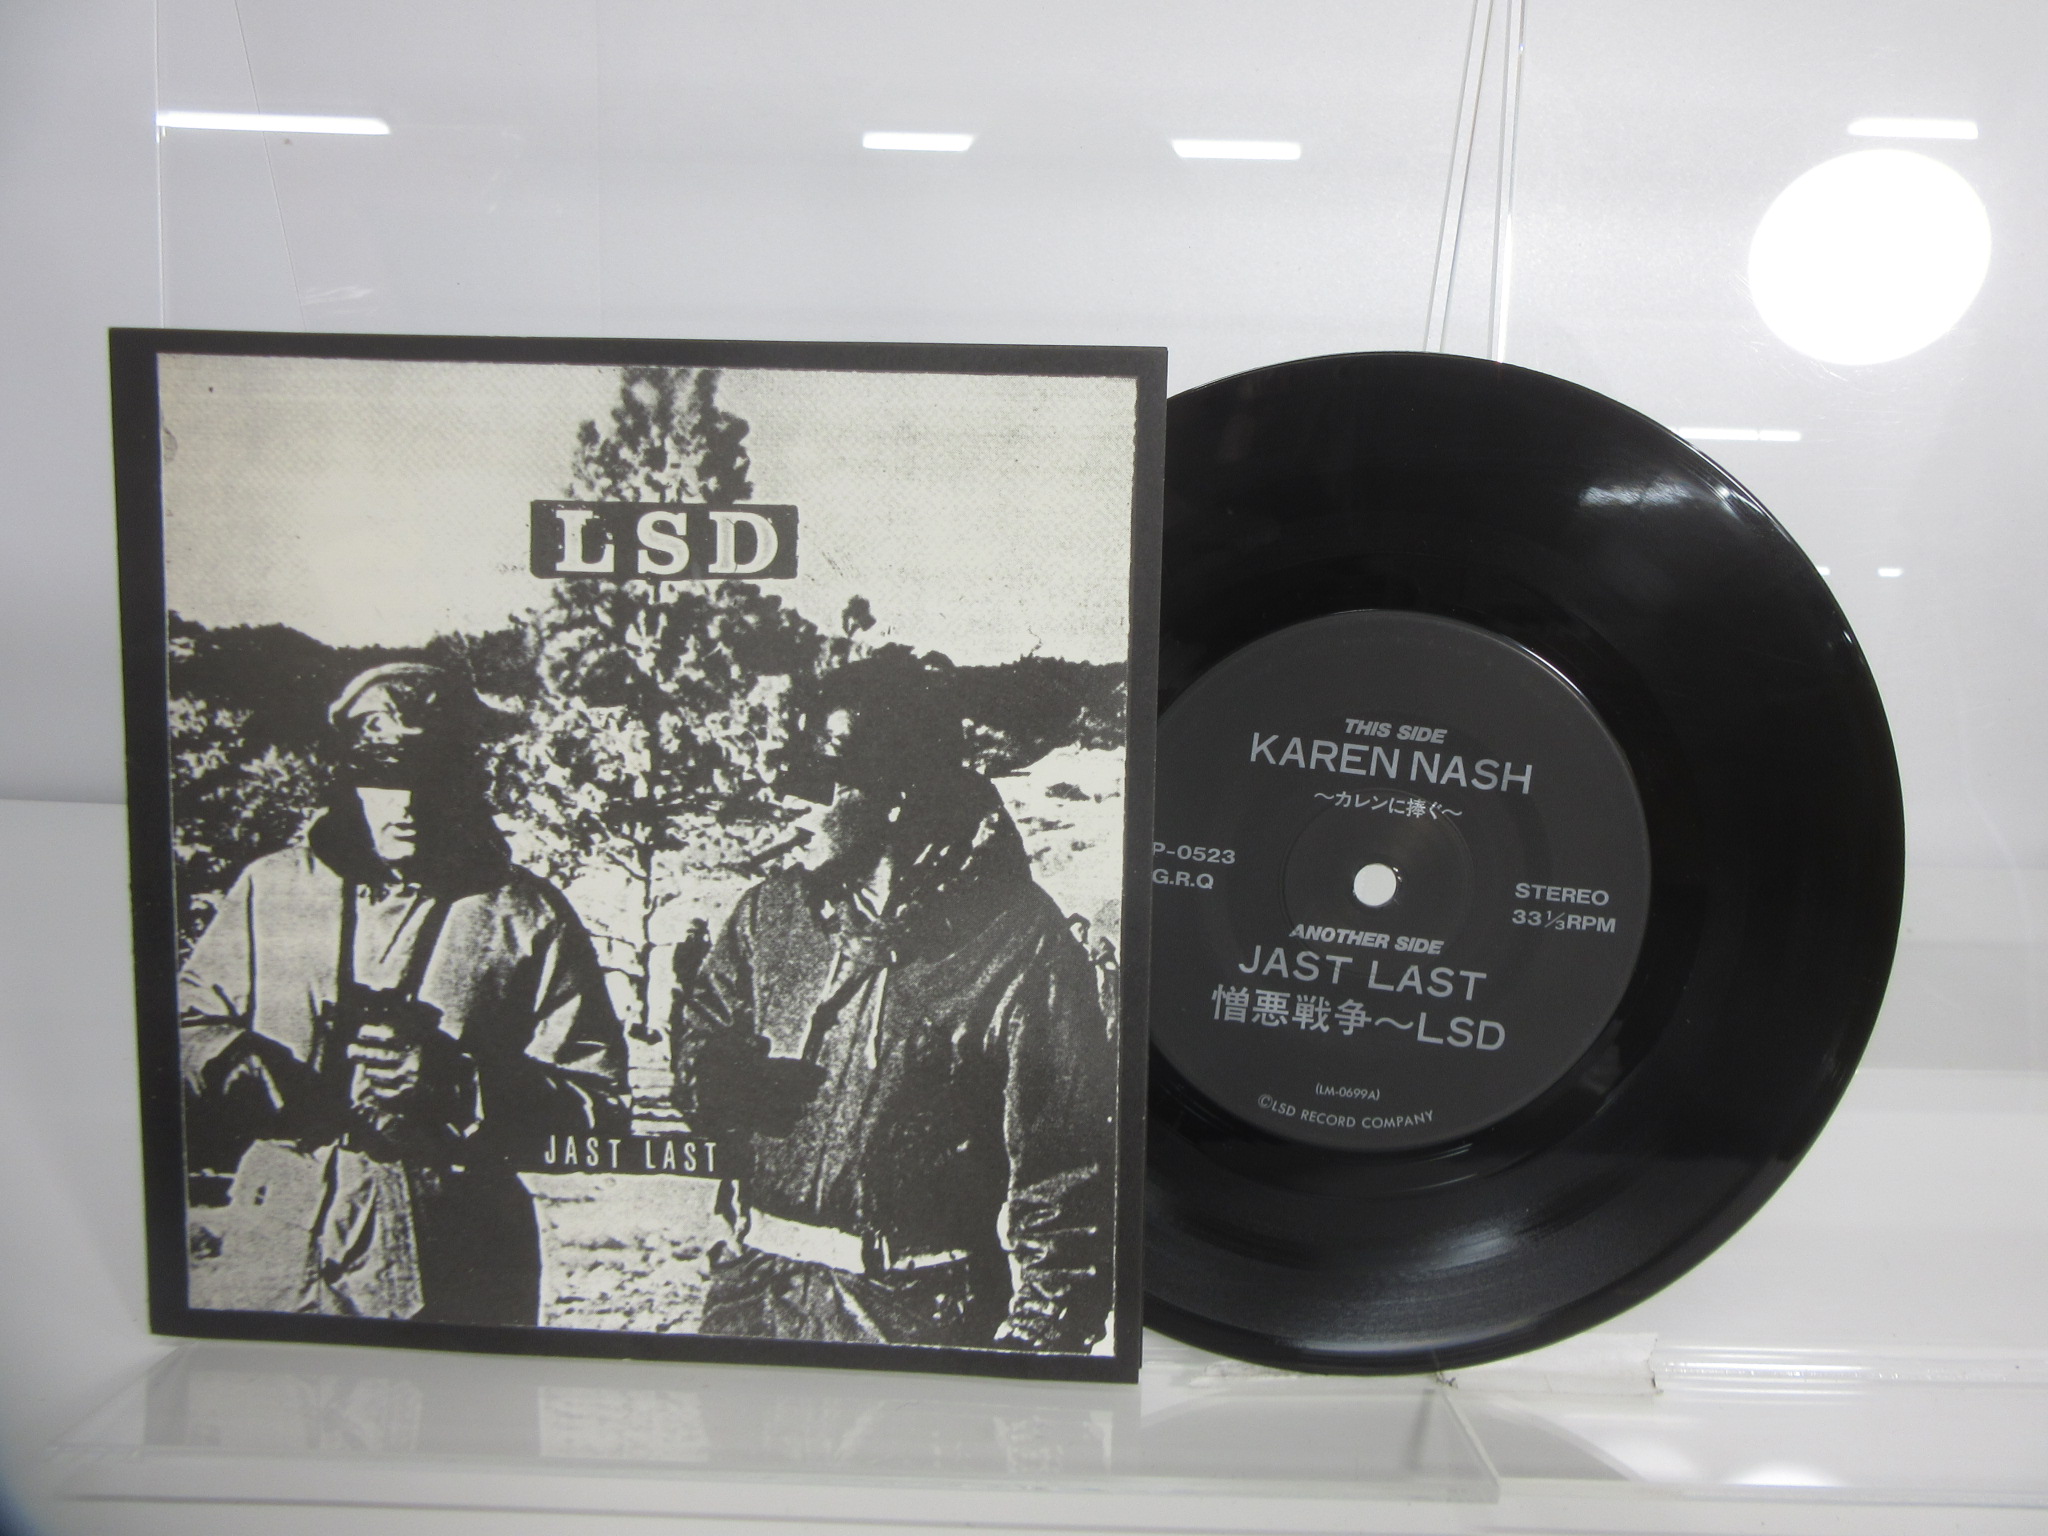 LSD
JAST LAST
THIS SIDE
KAREN NASH
～カレンに捧ぐ～
P-0523
G.R.Q
STEREO
33⅓RPM
ANOTHER SIDE
JAST LAST
憎悪戦争～LSD
(LM-0699A)
©LSD RECORD COMPANY